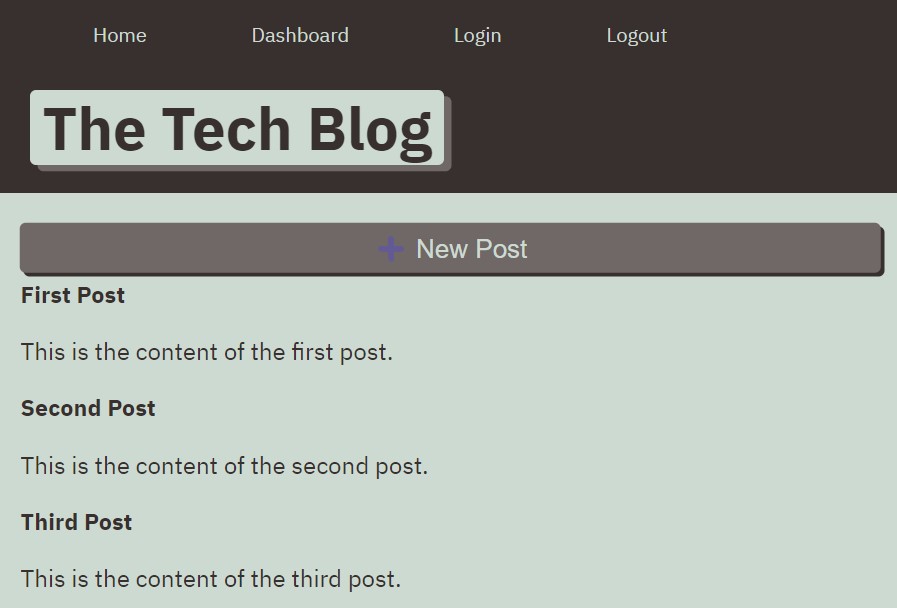 Home Dashboard Login Logout
The Tech Blog
➕ New Post
First Post
This is the content of the first post.
Second Post
This is the content of the second post.
Third Post
This is the content of the third post.